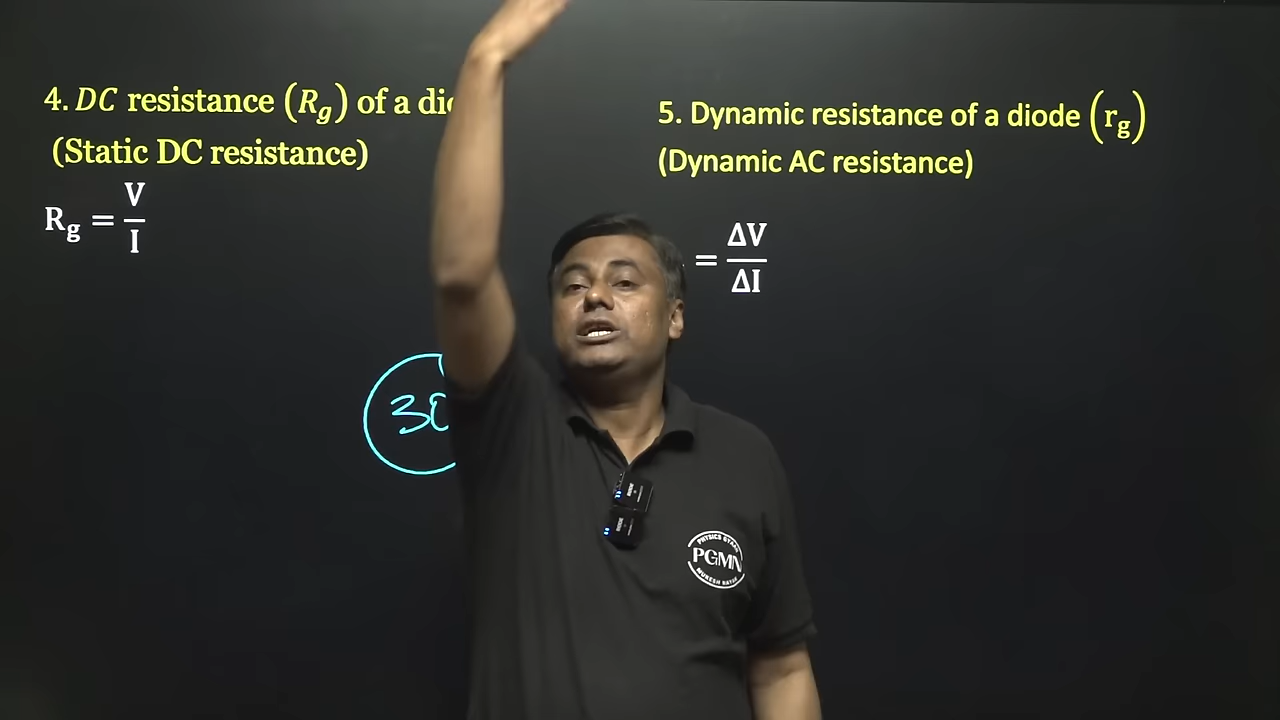 4. DC resistance (R_g) of a
(Static DC resistance)
R_g = V/I
5. Dynamic resistance of a diode (r_g)
(Dynamic AC resistance)
= ΔV/ΔI
PGMN